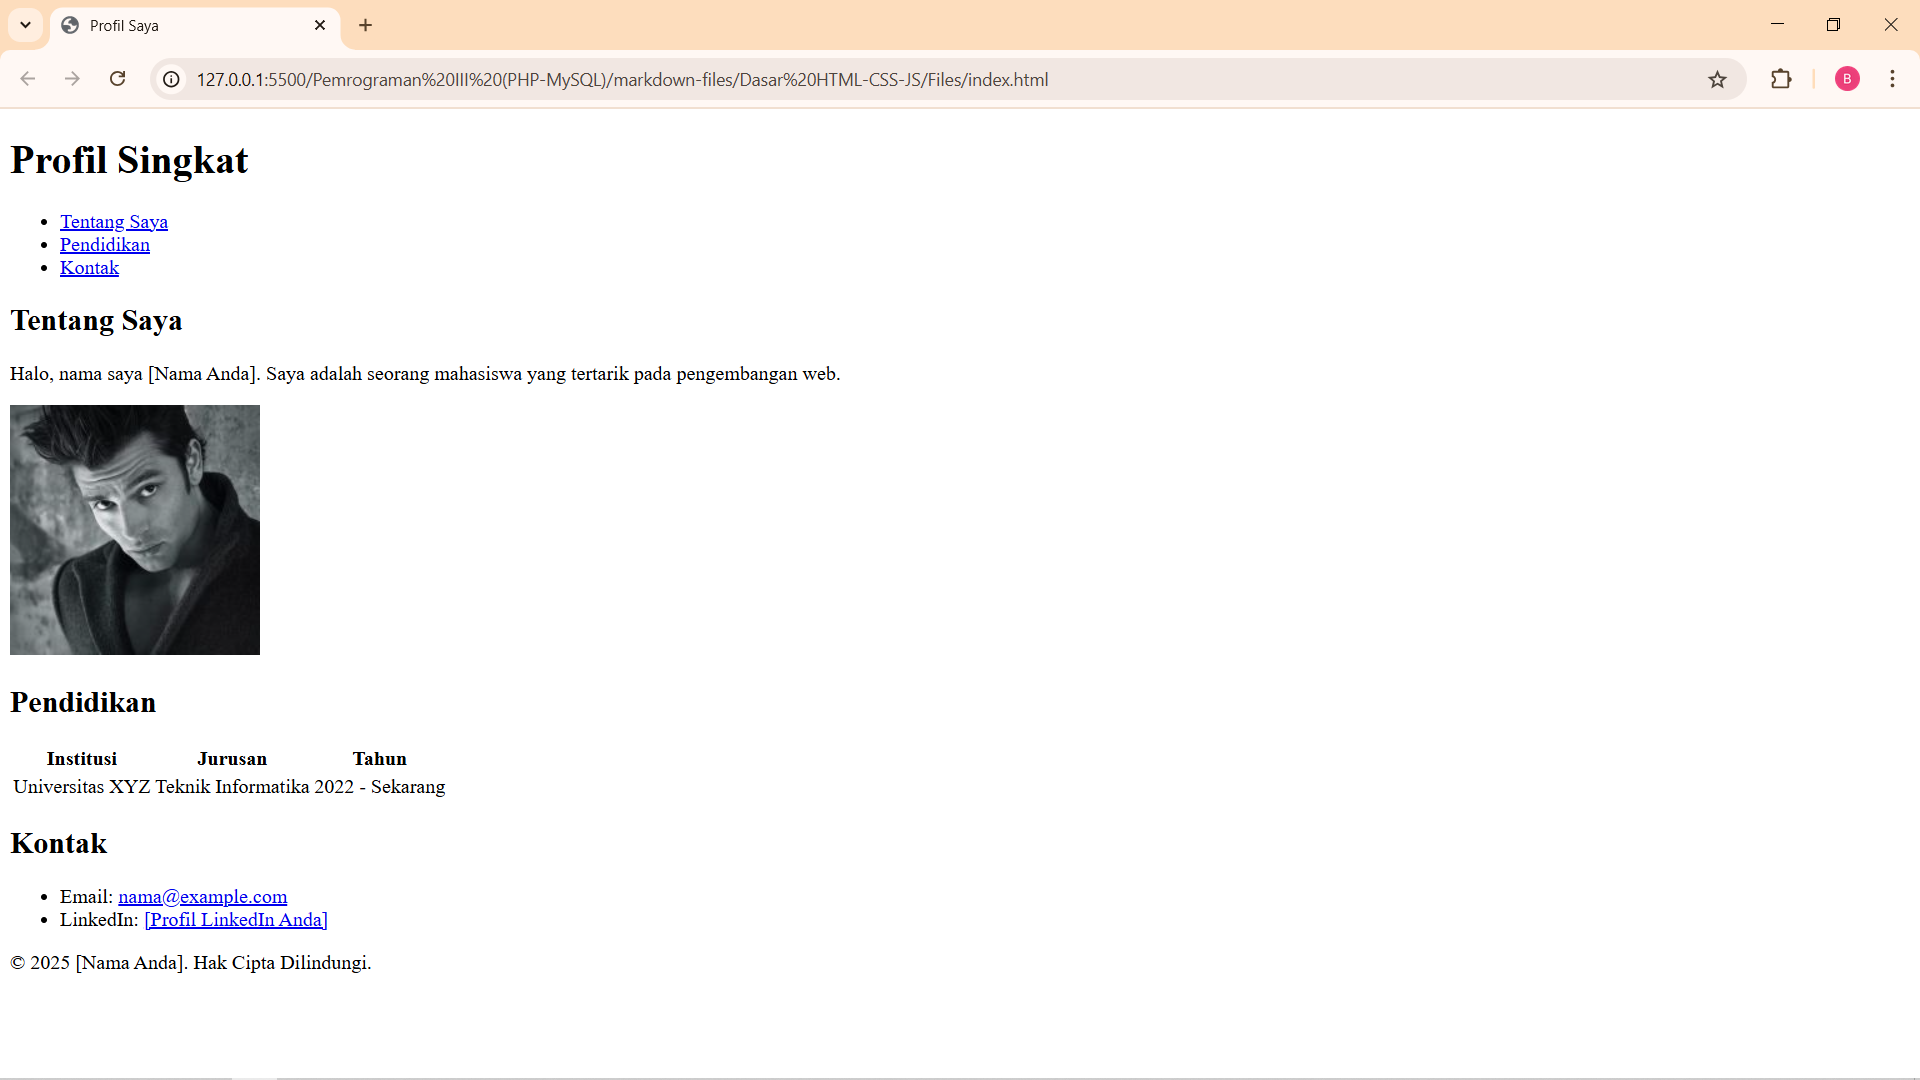 Profil Saya
127.0.0.1:5500/Pemrograman%20III%20(PHP-MySQL)/markdown-files/Dasar%20HTML-CSS-JS/Files/index.html
B
Profil Singkat
Tentang Saya
Pendidikan
Kontak
Tentang Saya
Halo, nama saya [Nama Anda]. Saya adalah seorang mahasiswa yang tertarik pada pengembangan web.
Pendidikan
Institusi Jurusan Tahun
Universitas XYZ Teknik Informatika 2022 - Sekarang
Kontak
Email: nama@example.com
LinkedIn: [Profil LinkedIn Anda]
© 2025 [Nama Anda]. Hak Cipta Dilindungi.